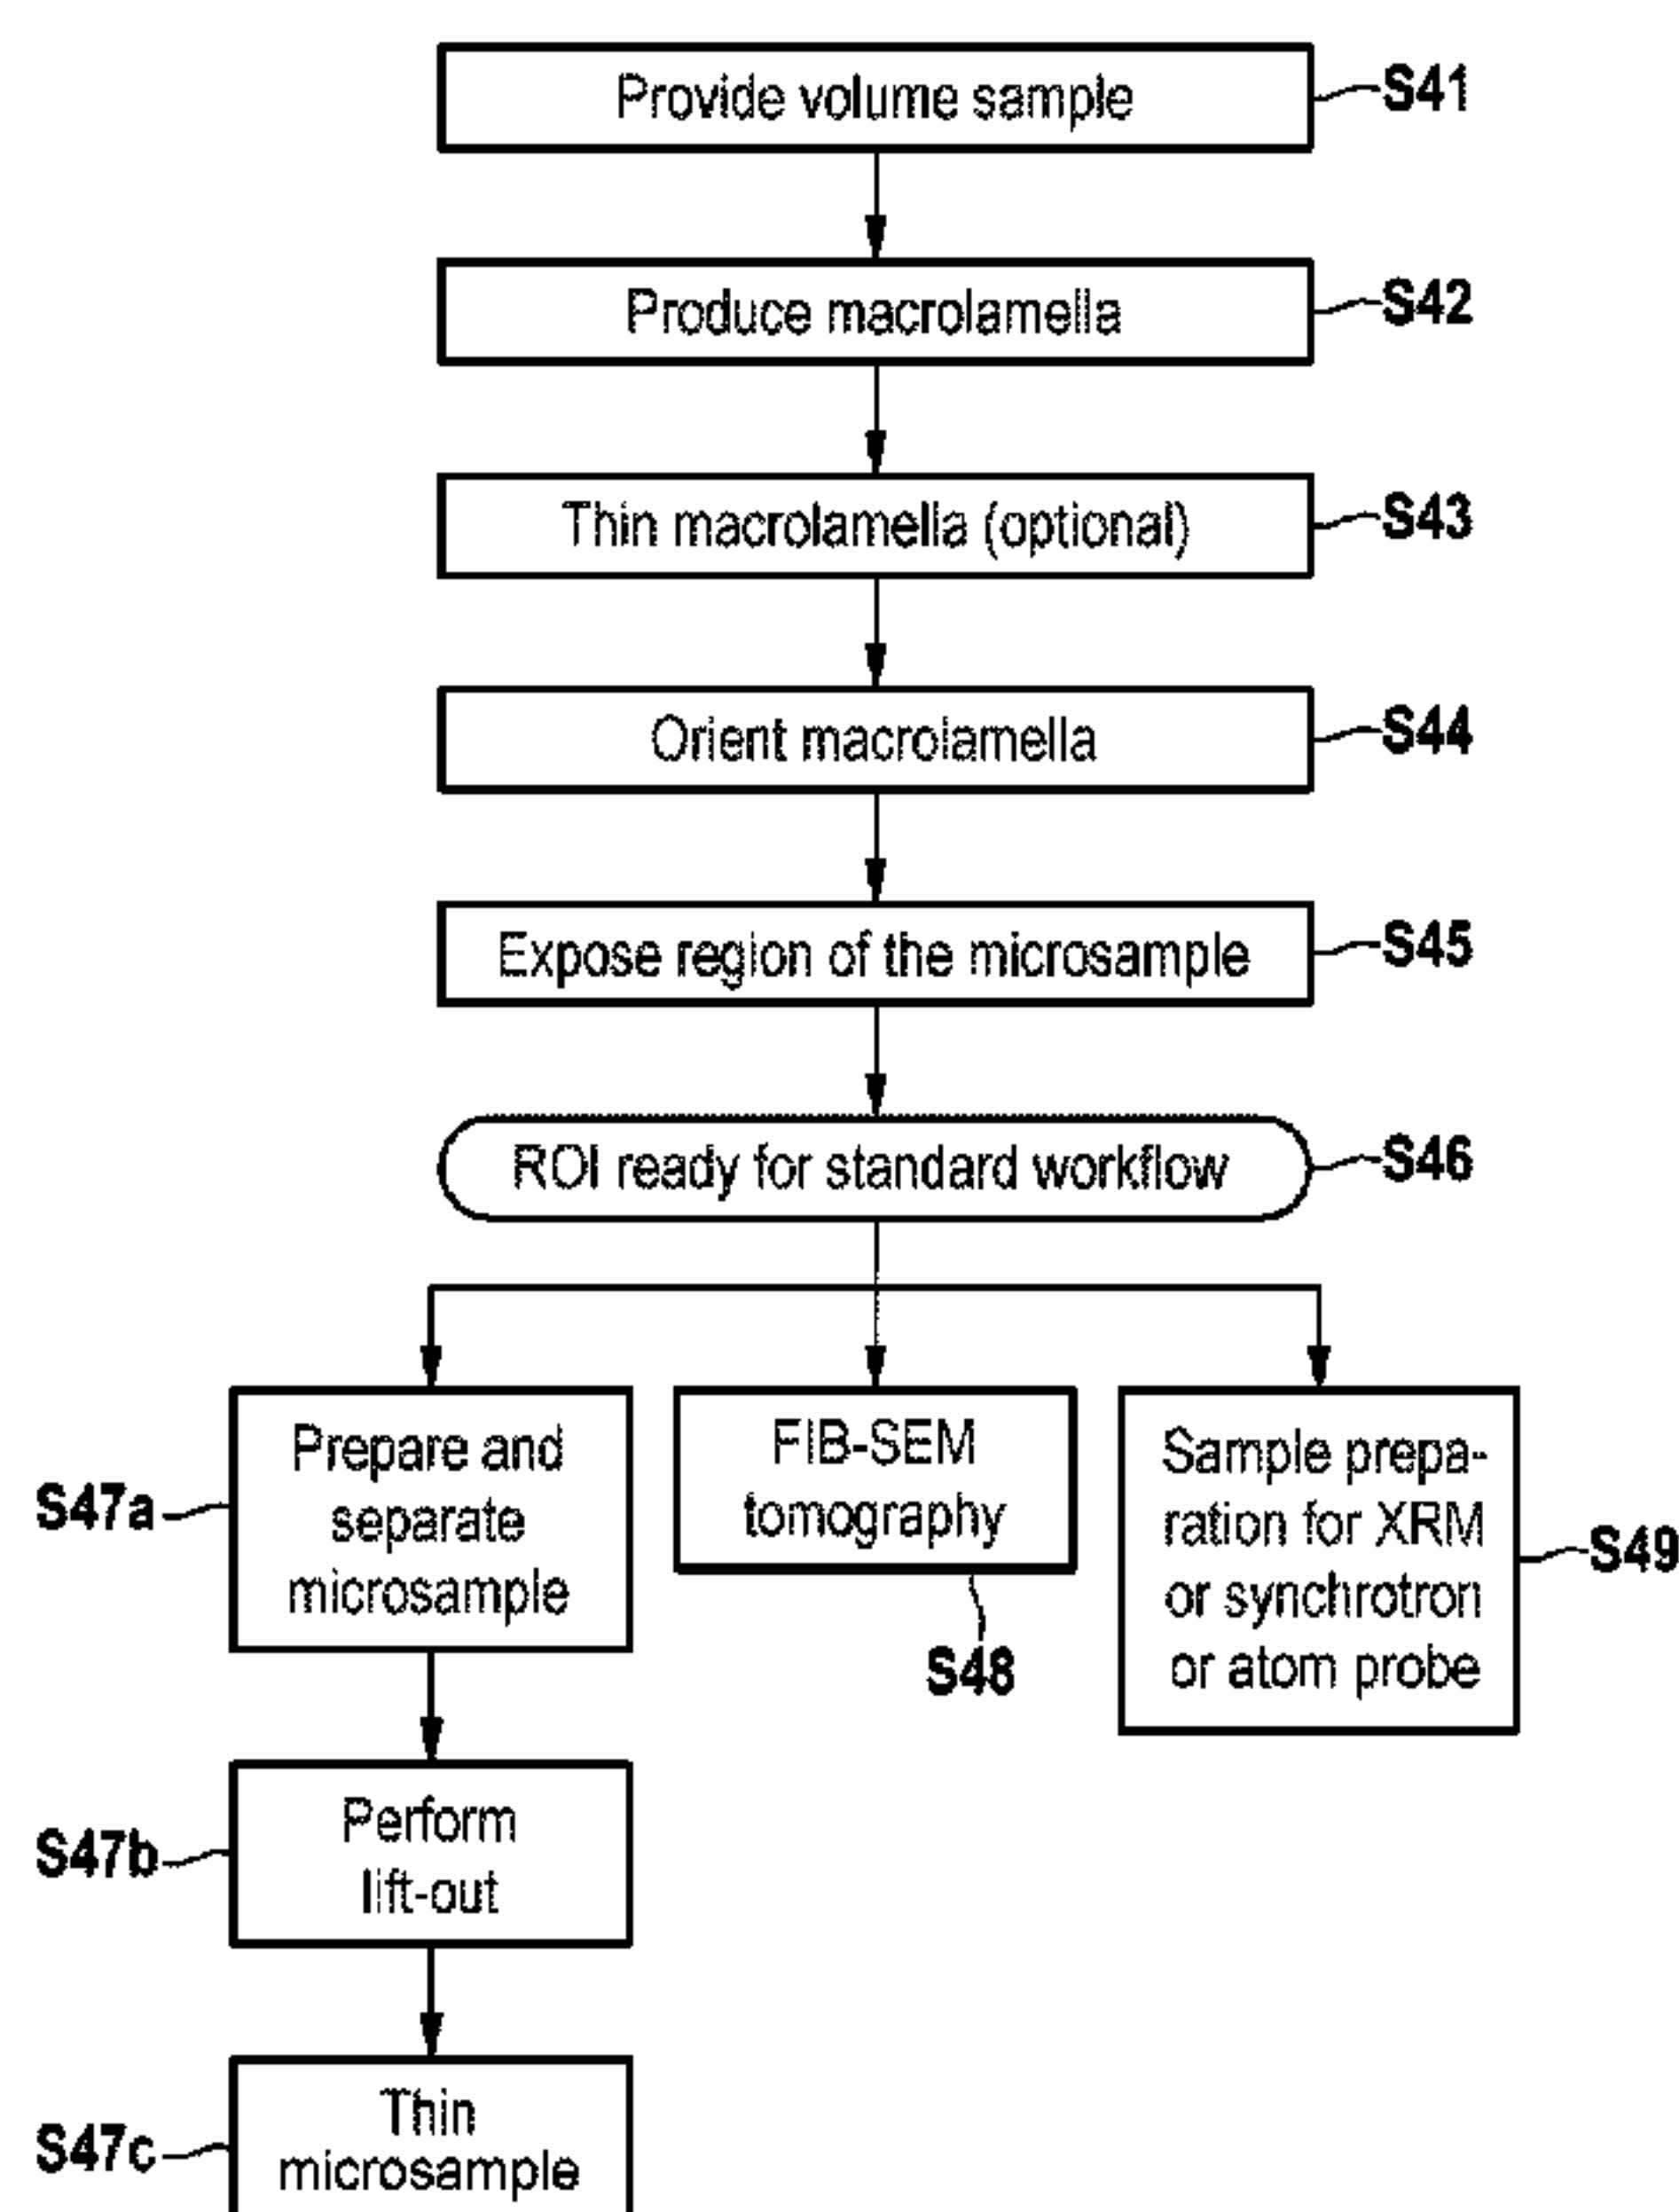 Provide volume sample
S41
Produce macrolamella
S42
Thin macrolamella (optional)
S43
Orient macrolamella
S44
Expose region of the microsample
S45
ROI ready for standard workflow
S46
S47a
Prepare and
separate
microsample
FIB-SEM
tomography
S48
Sample prepa-
ration for XRM
or synchrotron
or atom probe
S49
S47b
Perform
lift-out
S47c
Thin
microsample